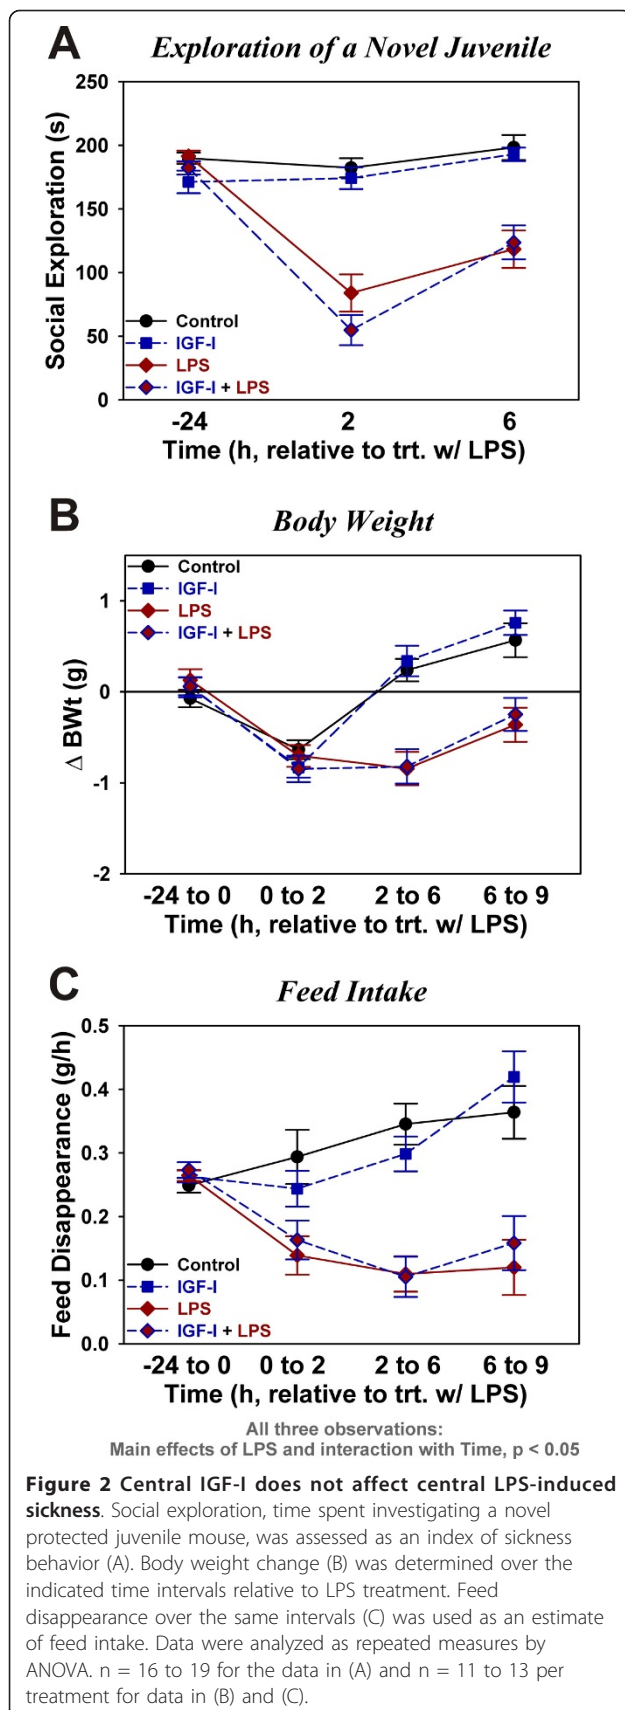 A Exploration of a Novel Juvenile
250
200
150
100
50
0
Social Exploration (s)
Control
IGF-I
LPS
IGF-I + LPS
-24 2 6
Time (h, relative to trt. w/ LPS)
B Body Weight
1
0
-1
-2
Δ BWt (g)
Control
IGF-I
LPS
IGF-I + LPS
-24 to 0 0 to 2 2 to 6 6 to 9
Time (h, relative to trt. w/ LPS)
C Feed Intake
0.5
0.4
0.3
0.2
0.1
0.0
Feed Disappearance (g/h)
Control
IGF-I
LPS
IGF-I + LPS
-24 to 0 0 to 2 2 to 6 6 to 9
Time (h, relative to trt. w/ LPS)
All three observations:
Main effects of LPS and interaction with Time, p < 0.05
Figure 2 Central IGF-I does not affect central LPS-induced
sickness. Social exploration, time spent investigating a novel
protected juvenile mouse, was assessed as an index of sickness
behavior (A). Body weight change (B) was determined over the
indicated time intervals relative to LPS treatment. Feed
disappearance over the same intervals (C) was used as an estimate
of feed intake. Data were analyzed as repeated measures by
ANOVA. n = 16 to 19 for the data in (A) and n = 11 to 13 per
treatment for data in (B) and (C).